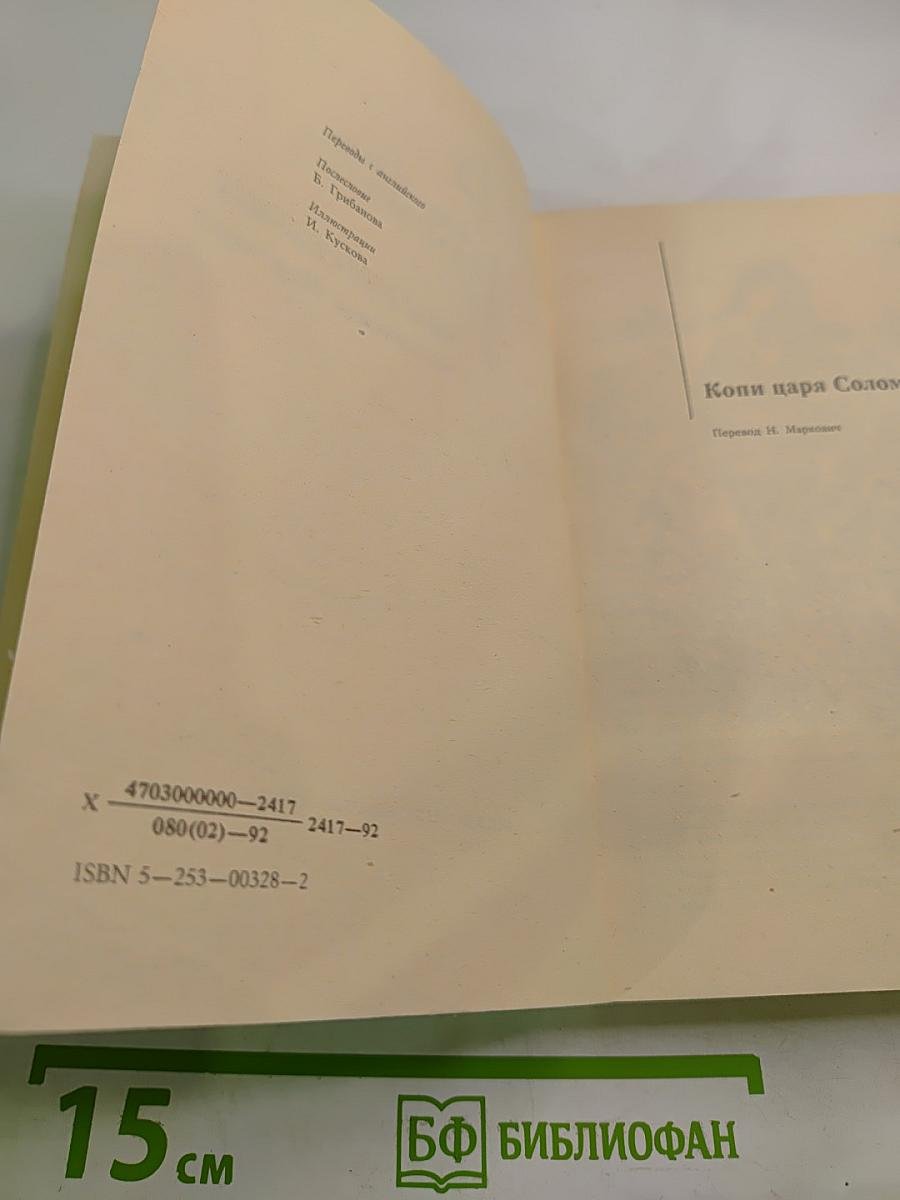 Переводы с английского
Послесловие
Б. Грибанова
Иллюстрации
И. Кускова
X 4703000000—2417
080(02)—92 2417—92
ISBN 5—253—00328—2
Копи царя Солом
Перевод Н. Маркович
15 см
БФ БИБЛИОФАН